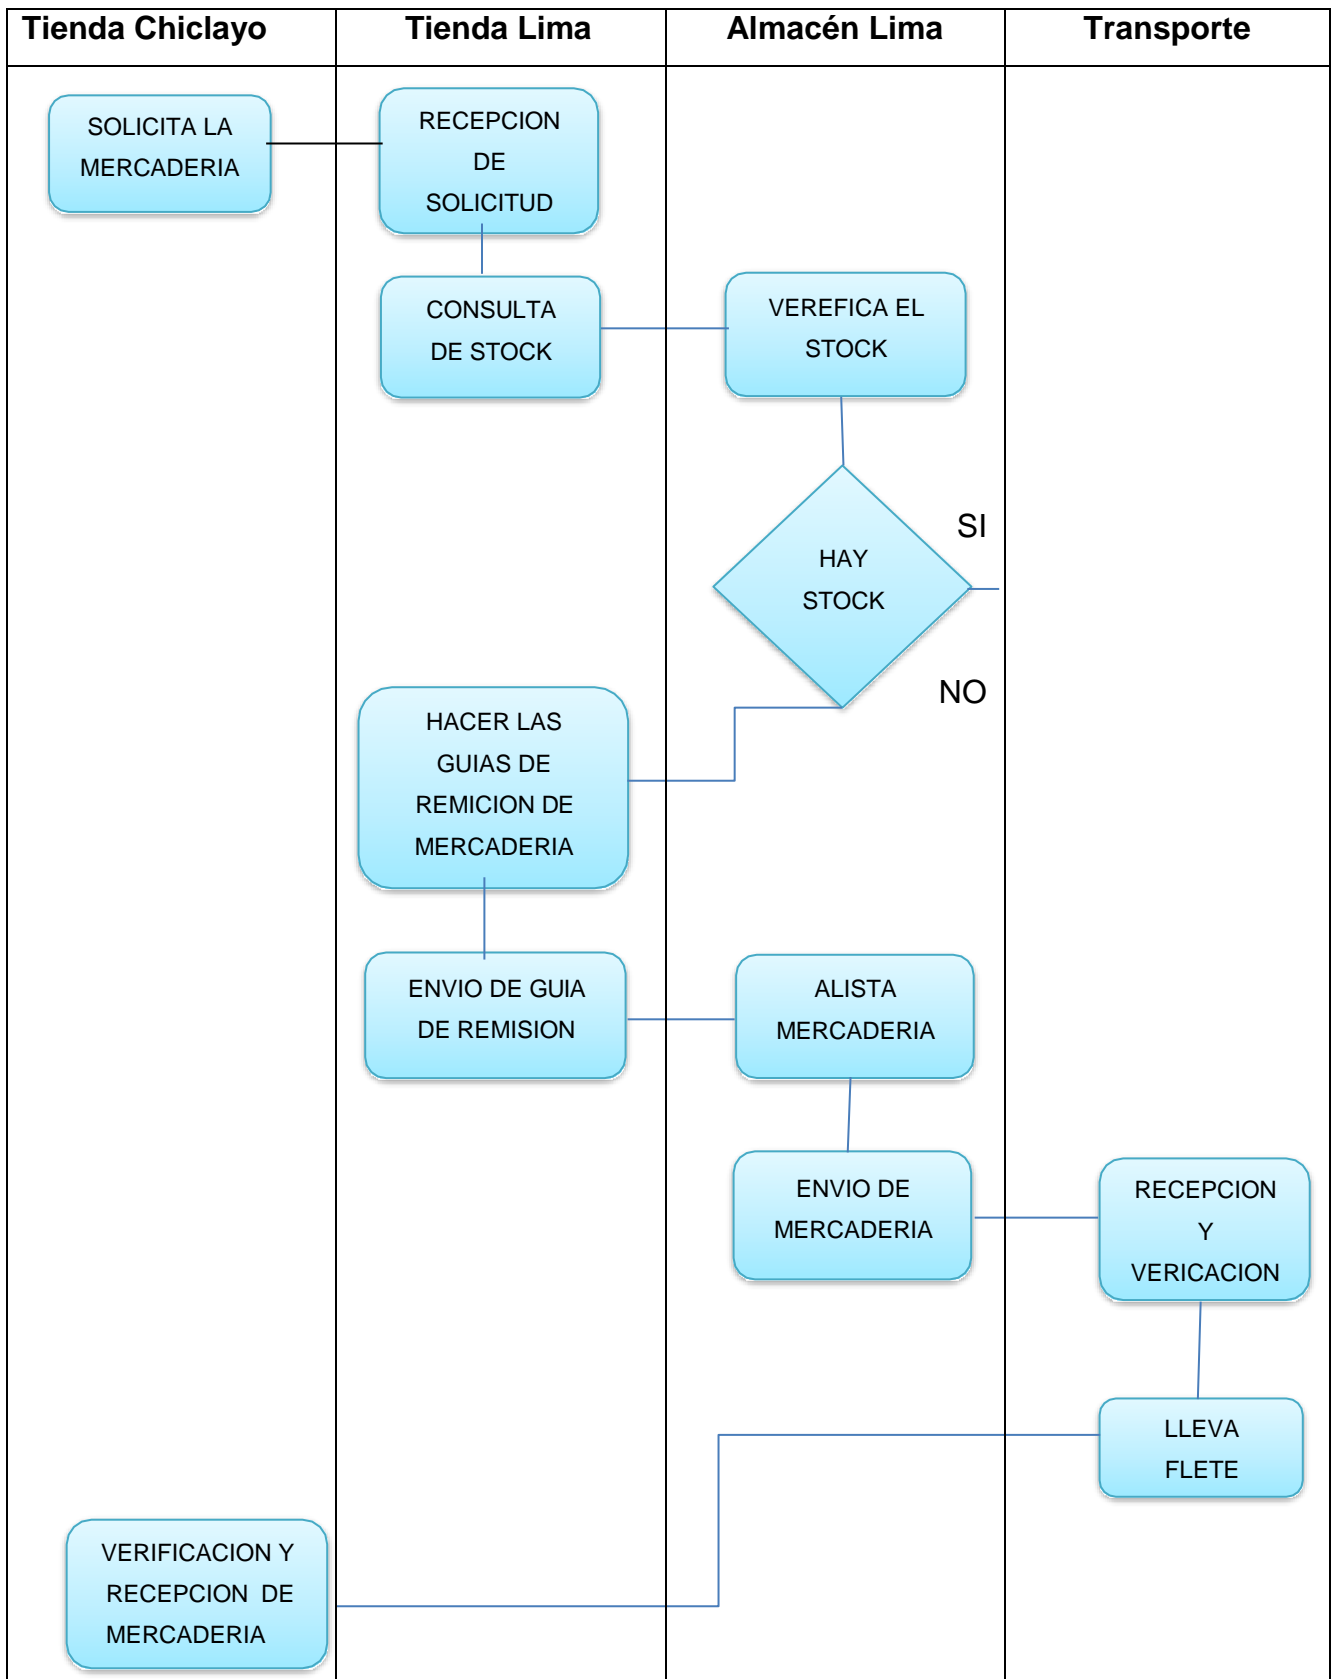 Tienda Chiclayo
Tienda Lima
Almacén Lima
Transporte
SOLICITA LA
MERCADERIA
RECEPCION
DE
SOLICITUD
CONSULTA
DE STOCK
VEREFICA EL
STOCK
HAY
STOCK
SI
NO
HACER LAS
GUIAS DE
REMICION DE
MERCADERIA
ENVIO DE GUIA
DE REMISION
ALISTA
MERCADERIA
ENVIO DE
MERCADERIA
RECEPCION
Y
VERICACION
LLEVA
FLETE
VERIFICACION Y
RECEPCION DE
MERCADERIA